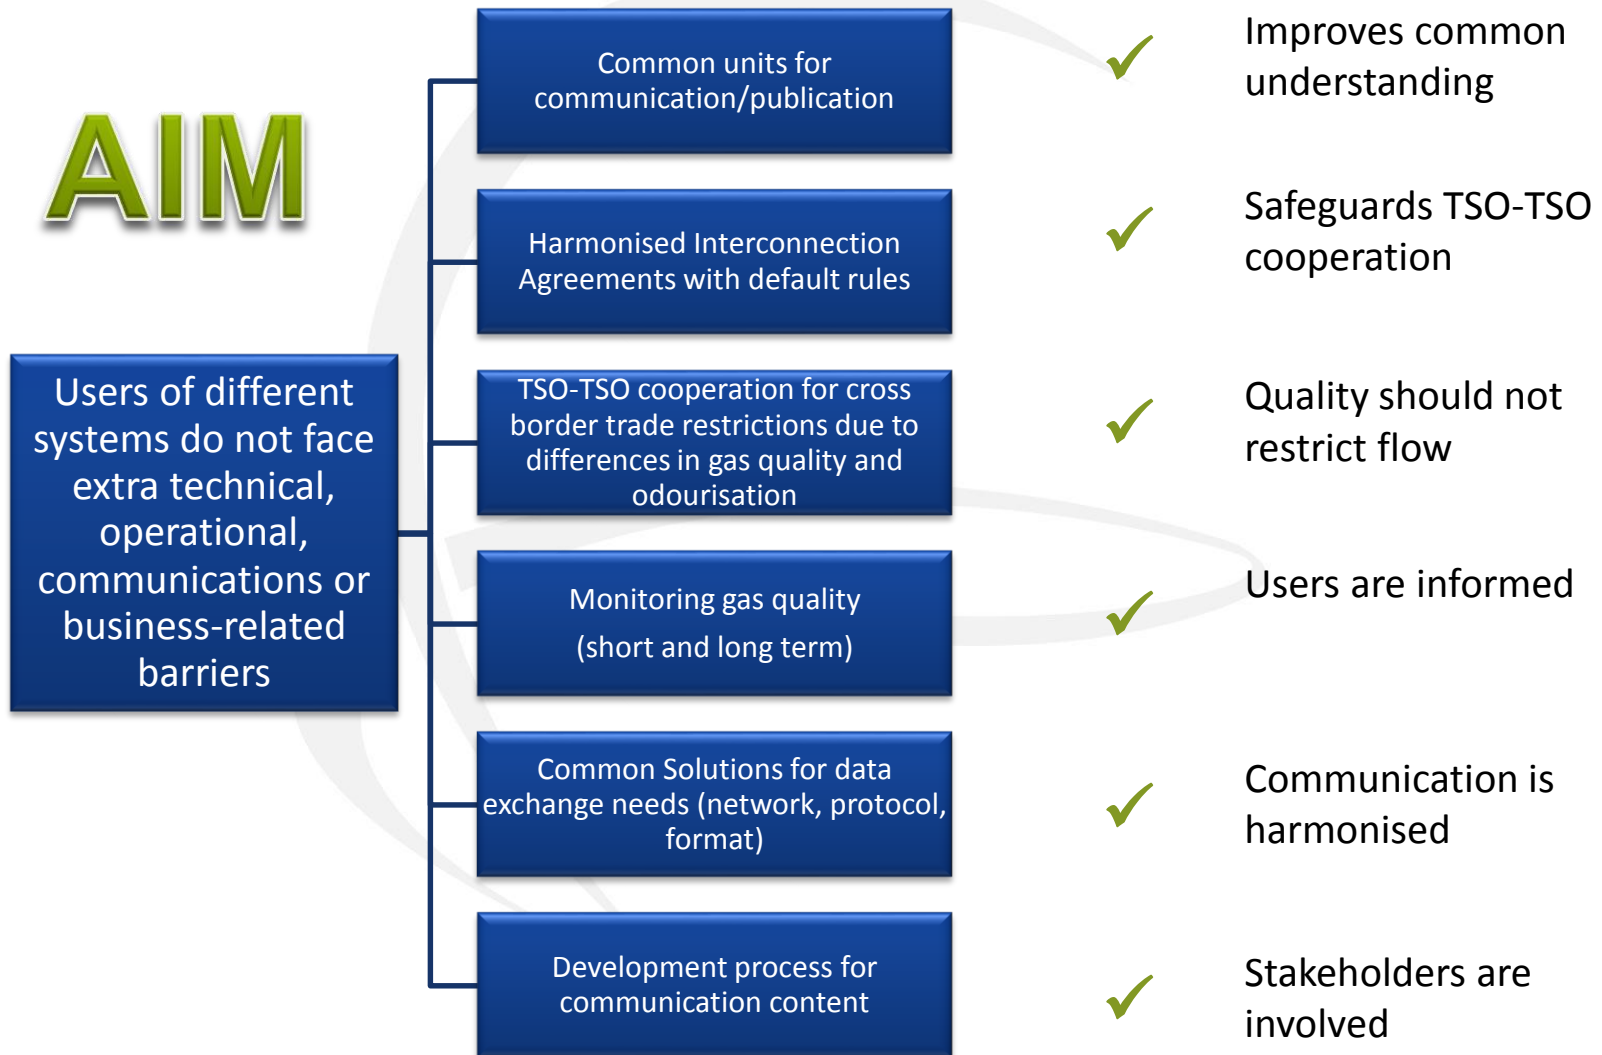 AIM
Users of different
systems do not face
extra technical,
operational,
communications or
business-related
barriers
Common units for
communication/publication
Improves common
understanding
Harmonised Interconnection
Agreements with default rules
Safeguards TSO-TSO
cooperation
TSO-TSO cooperation for cross
border trade restrictions due to
differences in gas quality and
odourisation
Quality should not
restrict flow
Monitoring gas quality
(short and long term)
Users are informed
Common Solutions for data
exchange needs (network, protocol,
format)
Communication is
harmonised
Development process for
communication content
Stakeholders are
involved